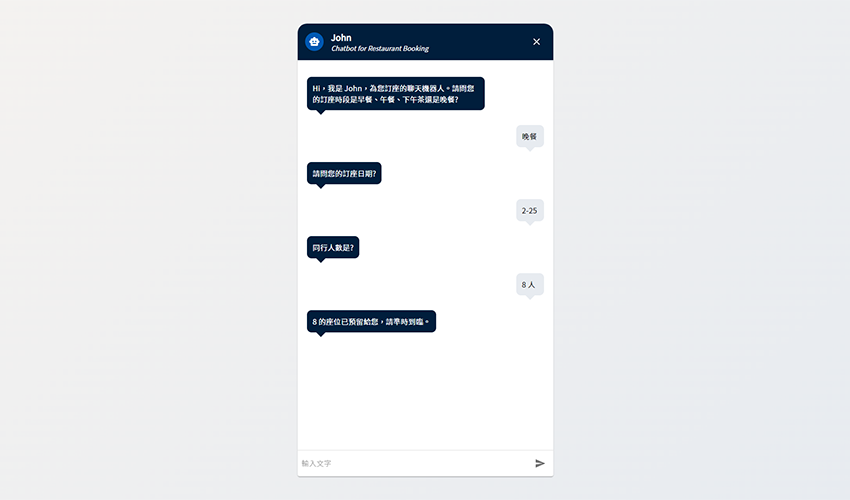 John
Chatbot for Restaurant Booking
Hi，我是 John，為您訂座的聊天機器人。請問您
的訂座時段是早餐、午餐、下午茶還是晚餐?
晚餐
請問您的訂座日期?
2-25
同行人數是?
8 人
8 的座位已預留給您，請準時到臨。
輸入文字